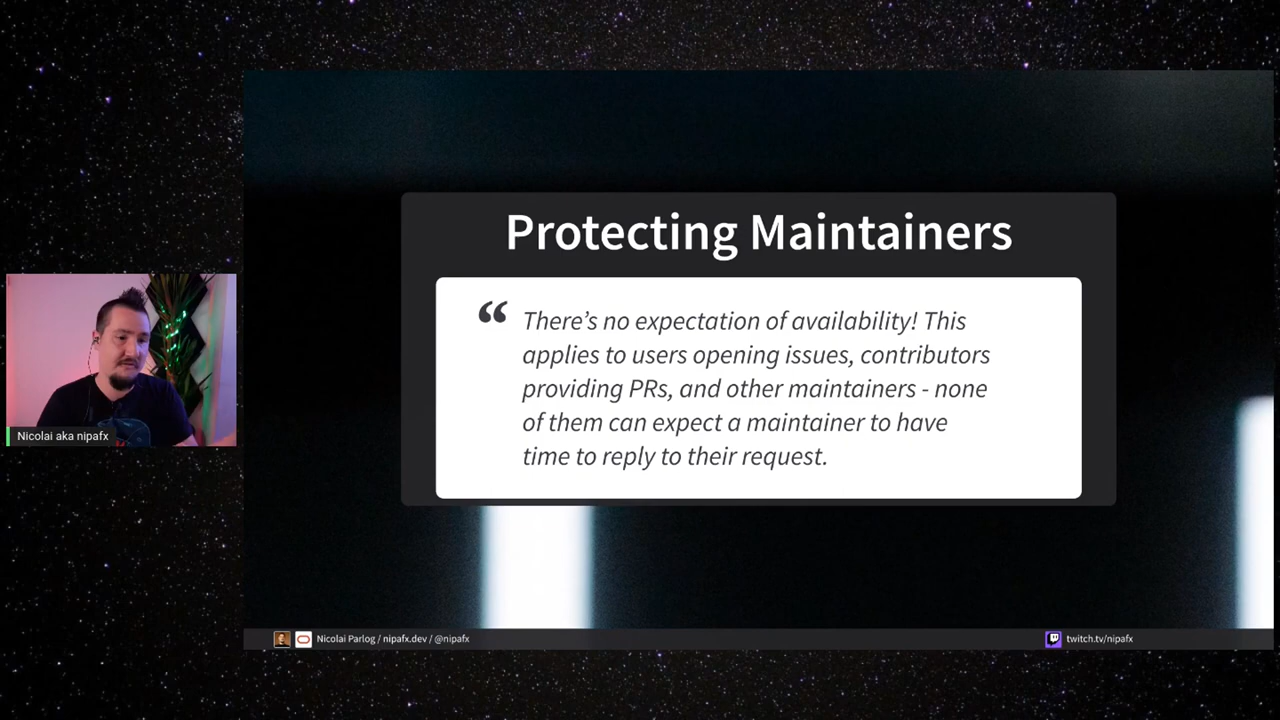 Protecting Maintainers
“ There’s no expectation of availability! This
applies to users opening issues, contributors
providing PRs, and other maintainers - none
of them can expect a maintainer to have
time to reply to their request.
Nicolai aka nipafx
Nicolai Parlog / nipafx.dev / @nipafx
twitch.tv/nipafx